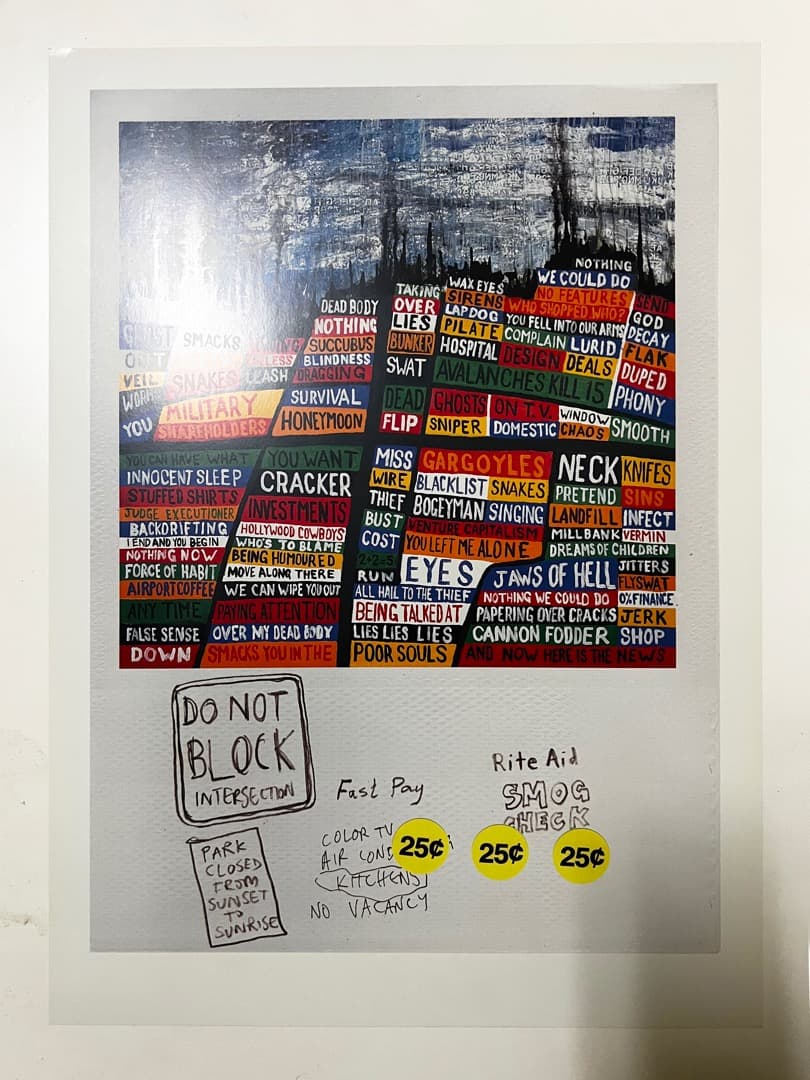 NOTHING
WE COULD DO
TAKING WAX EYES NO FEATURES
DEAD BODY OVER SIRENS WHO SHOPPED WHO?
NOTHING LIES LAPDOG YOU FELL INTO OUR ARMS GOD
GHOST SMACKS SUCCUBUS BUNKER PILATE COMPLAIN LURID DECAY
BLINDNESS HOSPITAL DESIGN DEALS FLAK
VEIL SNAKES LEASH DRAGGING SWAT AVALANCHES KILL 15 DUPED
SURVIVAL DEAD GHOSTS ON T.V. WINDOW PHONY
MILITARY
YOU SHAREHOLDERS HONEYMOON FLIP SNIPER DOMESTIC CHAOS SMOOTH
YOU CAN HAVE WHAT YOU WANT MISS GARGOYLES NECK KNIFES
INNOCENT SLEEP CRACKER WIRE BLACKLIST SNAKES
STUFFED SHIRTS INVESTMENTS THIEF BOGEYMAN SINGING PRETEND SINS
JUDGE EXECUTIONER BUST VENTURE CAPITALISM LANDFILL INFECT
BACKDRIFTING HOLLYWOOD COWBOYS COST YOU LEFT ME ALONE MILLBANK VERMIN
I END AND YOU BEGIN WHO'S TO BLAME DREAMS OF CHILDREN
NOTHING NOW BEING HUMOURED 2+2=5 EYES JAWS OF HELL JITTERS
FORCE OF HABIT MOVE ALONG THERE RUN FLYSWAT
AIRPORT COFFEE WE CAN WIPE YOU OUT ALL HAIL TO THE THIEF NOTHING WE COULD DO 0% FINANCE
ANY TIME PAYING ATTENTION BEING TALKED AT PAPERING OVER CRACKS JERK
FALSE SENSE OVER MY DEAD BODY LIES LIES LIES CANNON FODDER SHOP
DOWN SMACKS YOU IN THE POOR SOULS AND NOW HERE IS THE NEWS
DO NOT
BLOCK
INTERSECTION
Fast Pay
Rite Aid
SMOG
CHECK
PARK
CLOSED
FROM
SUNSET
TO
SUNRISE
COLOR TV
AIR
KITCHENS
NO VACANCY
25¢
25¢
25¢